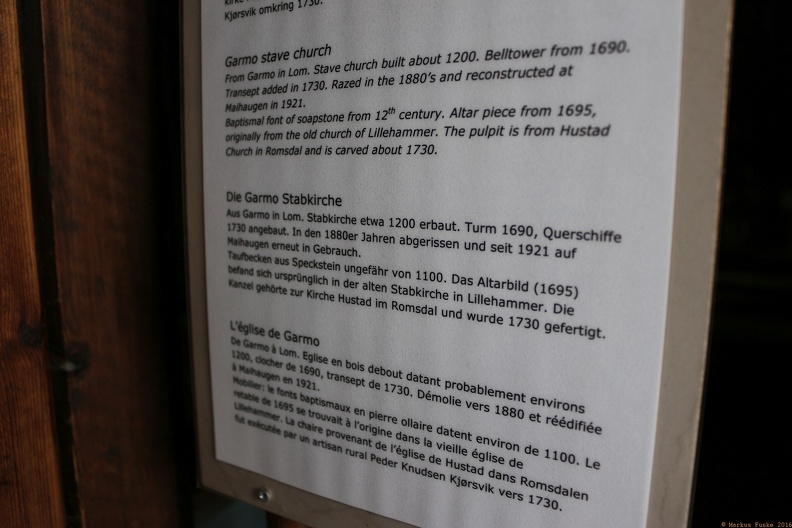 Kjørsvik omkring 1730.
Garmo stave church
From Garmo in Lom. Stave church built about 1200. Belltower from 1690.
Transept added in 1730. Razed in the 1880's and reconstructed at
Maihaugen in 1921.
Baptismal font of soapstone from 12th century. Altar piece from 1695,
originally from the old church of Lillehammer. The pulpit is from Hustad
Church in Romsdal and is carved about 1730.
Die Garmo Stabkirche
Aus Garmo in Lom. Stabkirche etwa 1200 erbaut. Turm 1690, Querschiffe
1730 angebaut. In den 1880er Jahren abgerissen und seit 1921 auf
Maihaugen erneut in Gebrauch.
Taufbecken aus Speckstein ungefähr von 1100. Das Altarbild (1695)
befand sich ursprünglich in der alten Stabkirche in Lillehammer. Die
Kanzel gehörte zur Kirche Hustad im Romsdal und wurde 1730 gefertigt.
L'église de Garmo
De Garmo à Lom. Eglise en bois debout datant probablement environs
1200, clocher de 1690, transept de 1730. Démolie vers 1880 et réédifiée
à Maihaugen en 1921.
Mobilier: le fonts baptismaux en pierre ollaire datent environ de 1100. Le
retable de 1695 se trouvait à l'origine dans la vieille église de
Lillehammer. La chaire provenant de l'église de Hustad dans Romsdalen
fut exécutée par un artisan rural Peder Knudsen Kjørsvik vers 1730.
© Markus Funke 2016